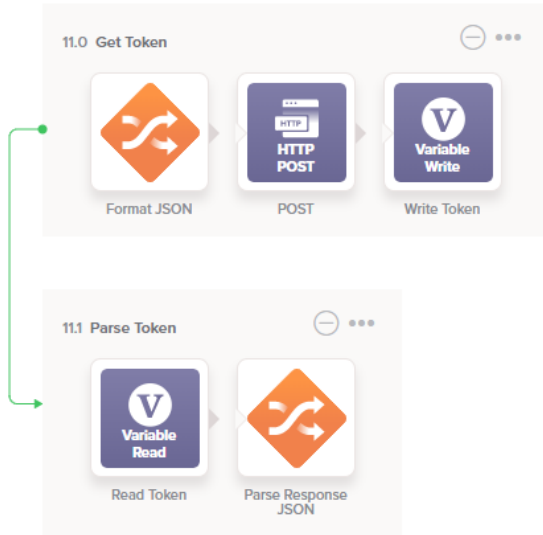 11.0 Get Token
HTTP
HTTP
POST
V
Variable
Write
Format JSON
POST
Write Token
11.1 Parse Token
V
Variable
Read
Read Token
Parse Response
JSON